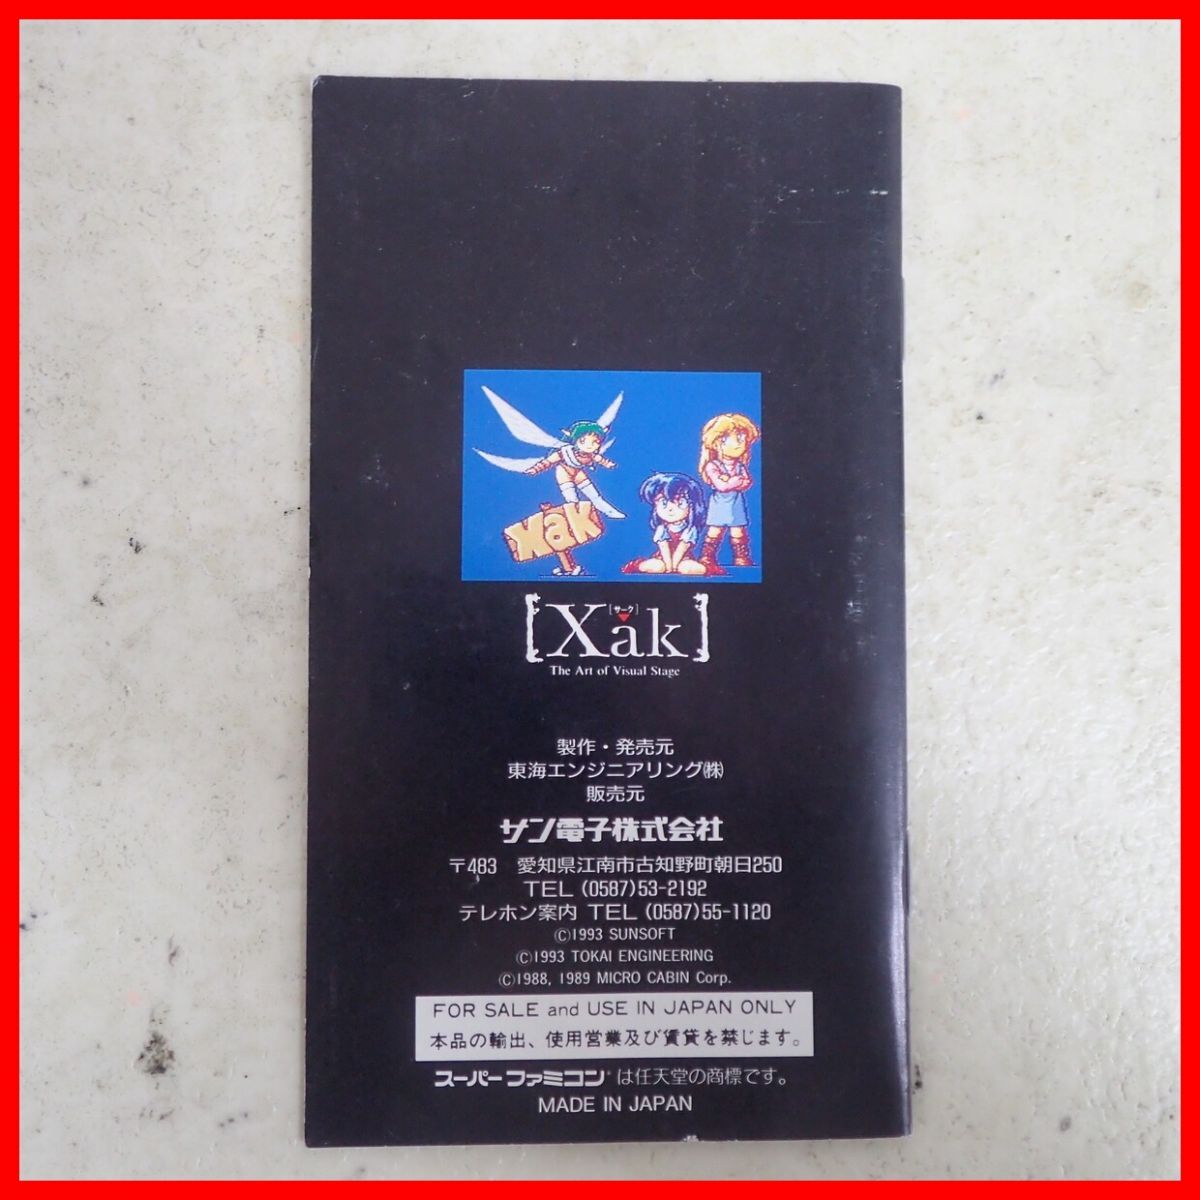 Xak
[サーク]
[Xak]
The Art of Visual Stage
製作・発売元
東海エンジニアリング㈱
販売元
サン電子株式会社
〒483 愛知県江南市古知野町朝日250
TEL (0587)53-2192
テレホン案内 TEL (0587)55-1120
©1993 SUNSOFT
©1993 TOKAI ENGINEERING
©1988, 1989 MICRO CABIN Corp.
FOR SALE and USE IN JAPAN ONLY
本品の輸出、使用営業及び賃貸を禁じます。
スーパーファミコン®は任天堂の商標です。
MADE IN JAPAN